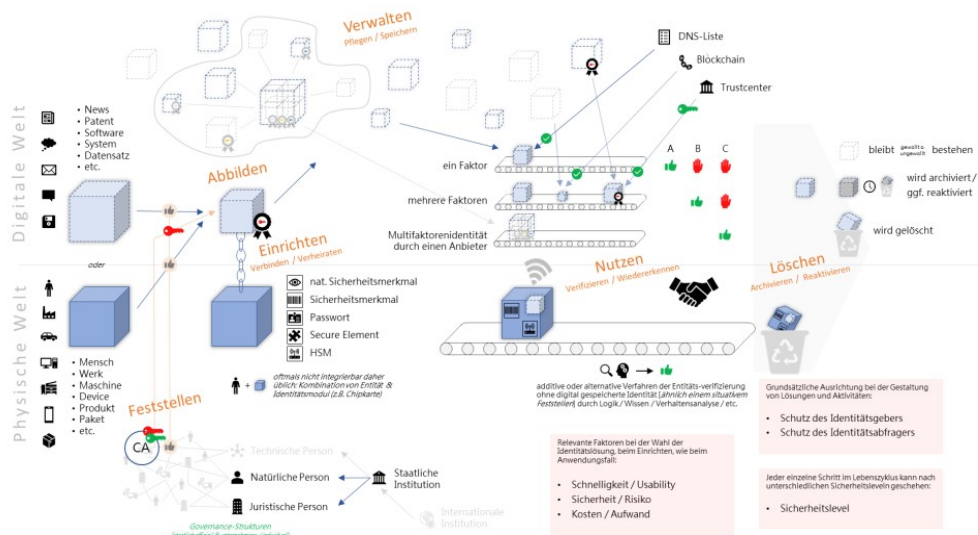 Verwalten
Pflegen / Speichern
DNS-Liste
Blockchain
Trustcenter
Digitale Welt
• News
• Patent
• Software
• System
• Datensatz
• etc.
Abbilden
A B C
ein Faktor
mehrere Faktoren
Multifaktorenidentität
durch einen Anbieter
bleibt gewollt ungewollt bestehen
wird archiviert/
ggf. reaktiviert
wird gelöscht
Einrichten
Verbinden / Verheiraten
Nutzen
Verifizieren / Wiedererkennen
Löschen
Archivieren / Reaktivieren
oder
Physische Welt
nat. Sicherheitsmerkmal
Sicherheitsmerkmal
Passwort
Secure Element
HSM
• Mensch
• Werk
• Maschine
• Device
• Produkt
• Paket
• etc.
+
oftmals nicht integrierbar daher
üblich: Kombination von Entität &
Identitätsmodul (z.B. Chipkarte)
additive oder alternative Verfahren der Entitäts-verifizierung
ohne digital gespeicherte Identität [ähnlich einem situativem
Feststellen] durch Logik / Wissen / Verhaltensanalyse / etc.
Feststellen
CA
Technische Person
Natürliche Person
Juristische Person
Staatliche
Institution
Internationale
Institution
Governance-Strukturen
Relevante Faktoren bei der Wahl der
Identitätslösung, beim Einrichten, wie beim
Anwendungsfall:
• Schnelligkeit / Usability
• Sicherheit / Risiko
• Kosten / Aufwand
Grundsätzliche Ausrichtung bei der Gestaltung
von Lösungen und Aktivitäten:
• Schutz des Identitätsgebers
• Schutz des Identitätsabfragers
Jeder einzelne Schritt im Lebenszyklus kann nach
unterschiedlichen Sicherheitsleveln geschehen:
• Sicherheitslevel